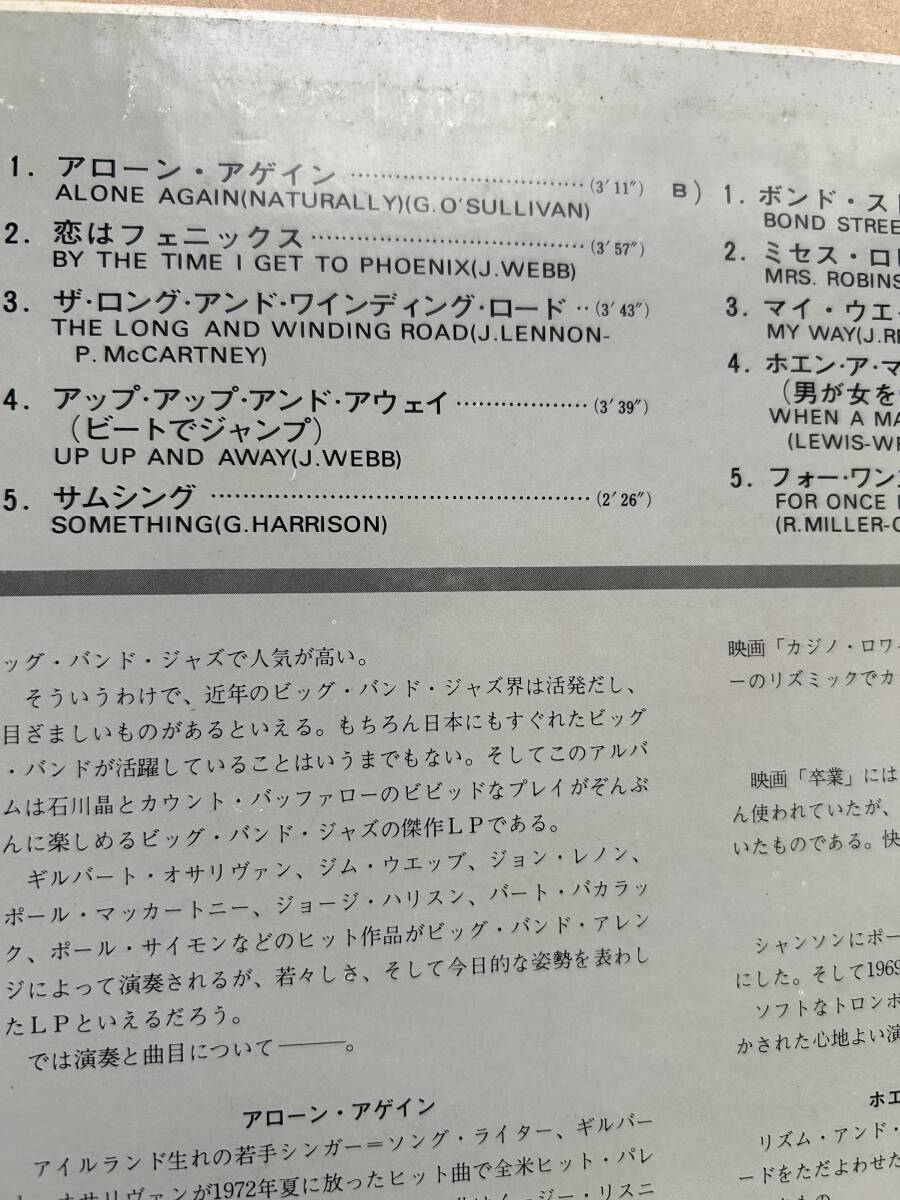 1. アローン・アゲイン ……………………………(3′11″)
ALONE AGAIN(NATURALLY)(G.O'SULLIVAN)
2. 恋はフェニックス …………………………………(3′57″)
BY THE TIME I GET TO PHOENIX(J.WEBB)
3. ザ・ロング・アンド・ワインディング・ロード ‥(3′43″)
THE LONG AND WINDING ROAD(J.LENNON-
P.McCARTNEY)
4. アップ・アップ・アンド・アウェイ ………………(3′39″)
(ビートでジャンプ)
UP UP AND AWAY(J.WEBB)
5. サムシング ………………………………………………(2′26″)
SOMETHING(G.HARRISON)
B) 1. ボンド・スト
BOND STREE
2. ミセス・ロビ
MRS. ROBINS
3. マイ・ウエイ
MY WAY(J.RE
4. ホエン・ア・マ
(男が女を
WHEN A MA
(LEWIS-WR
5. フォー・ワンス
FOR ONCE I
(R.MILLER-
ッグ・バンド・ジャズで人気が高い。
そういうわけで、近年のビッグ・バンド・ジャズ界は活発だし、
目ざましいものがあるといえる。もちろん日本にもすぐれたビッグ
・バンドが活躍していることはいうまでもない。そしてこのアルバ
ムは石川晶とカウント・バッファローのビビッドなプレイがぞんぶ
んに楽しめるビッグ・バンド・ジャズの傑作LPである。
ギルバート・オサリヴァン、ジム・ウエッブ、ジョン・レノン、
ポール・マッカートニー、ジョージ・ハリスン、バート・バカラッ
ク、ポール・サイモンなどのヒット作品がビッグ・バンド・アレン
ジによって演奏されるが、若々しさ、そして今日的な姿勢を表わし
たLPといえるだろう。
では演奏と曲目について———。
アローン・アゲイン
アイルランド生れの若手シンガー=ソング・ライター、ギルバー
ト・オサリヴァンが1972年夏に放ったヒット曲で全米ヒット・パレ
イージー・リスニ
映画「カジノ・ロワイ
ーのリズミックでカ
映画「卒業」には
ん使われていたが、
いたものである。快
シャンソンにポー
にした。そして1969
ソフトなトロンボ
かされた心地よい演
ホエ
リズム・アンド・
ードをただよわせた